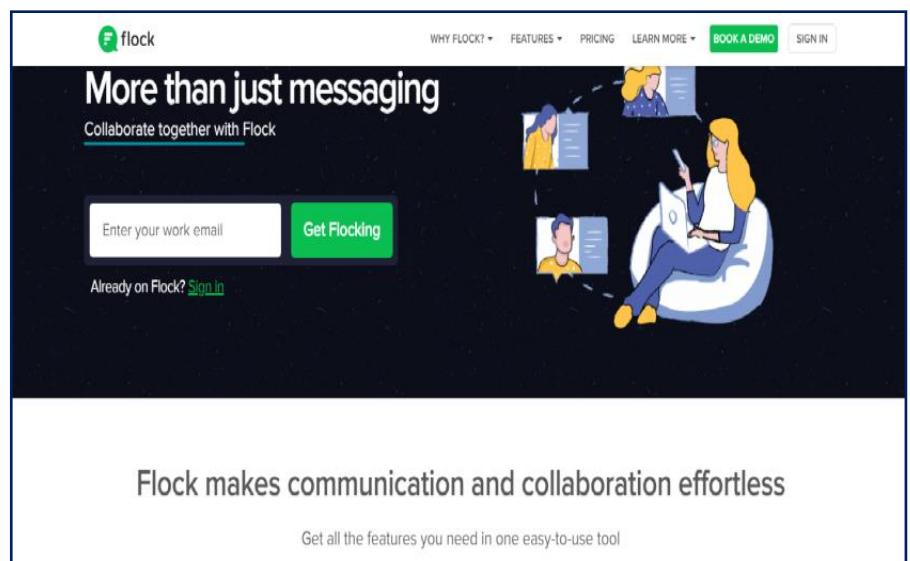 flock
WHY FLOCK? FEATURES PRICING LEARN MORE BOOK A DEMO SIGN IN
More than just messaging
Collaborate together with Flock
Enter your work email Get Flocking
Already on Flock? Sign in
Flock makes communication and collaboration effortless
Get all the features you need in one easy-to-use tool